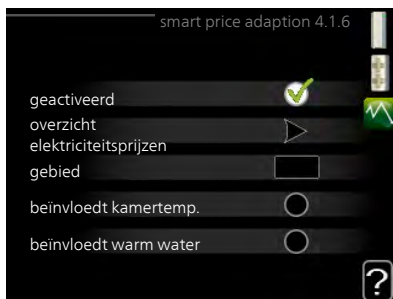 smart price adaption 4.1.6
geactiveerd
overzicht
elektriciteitsprijzen
gebied
beïnvloedt kamertemp.
beïnvloedt warm water
?